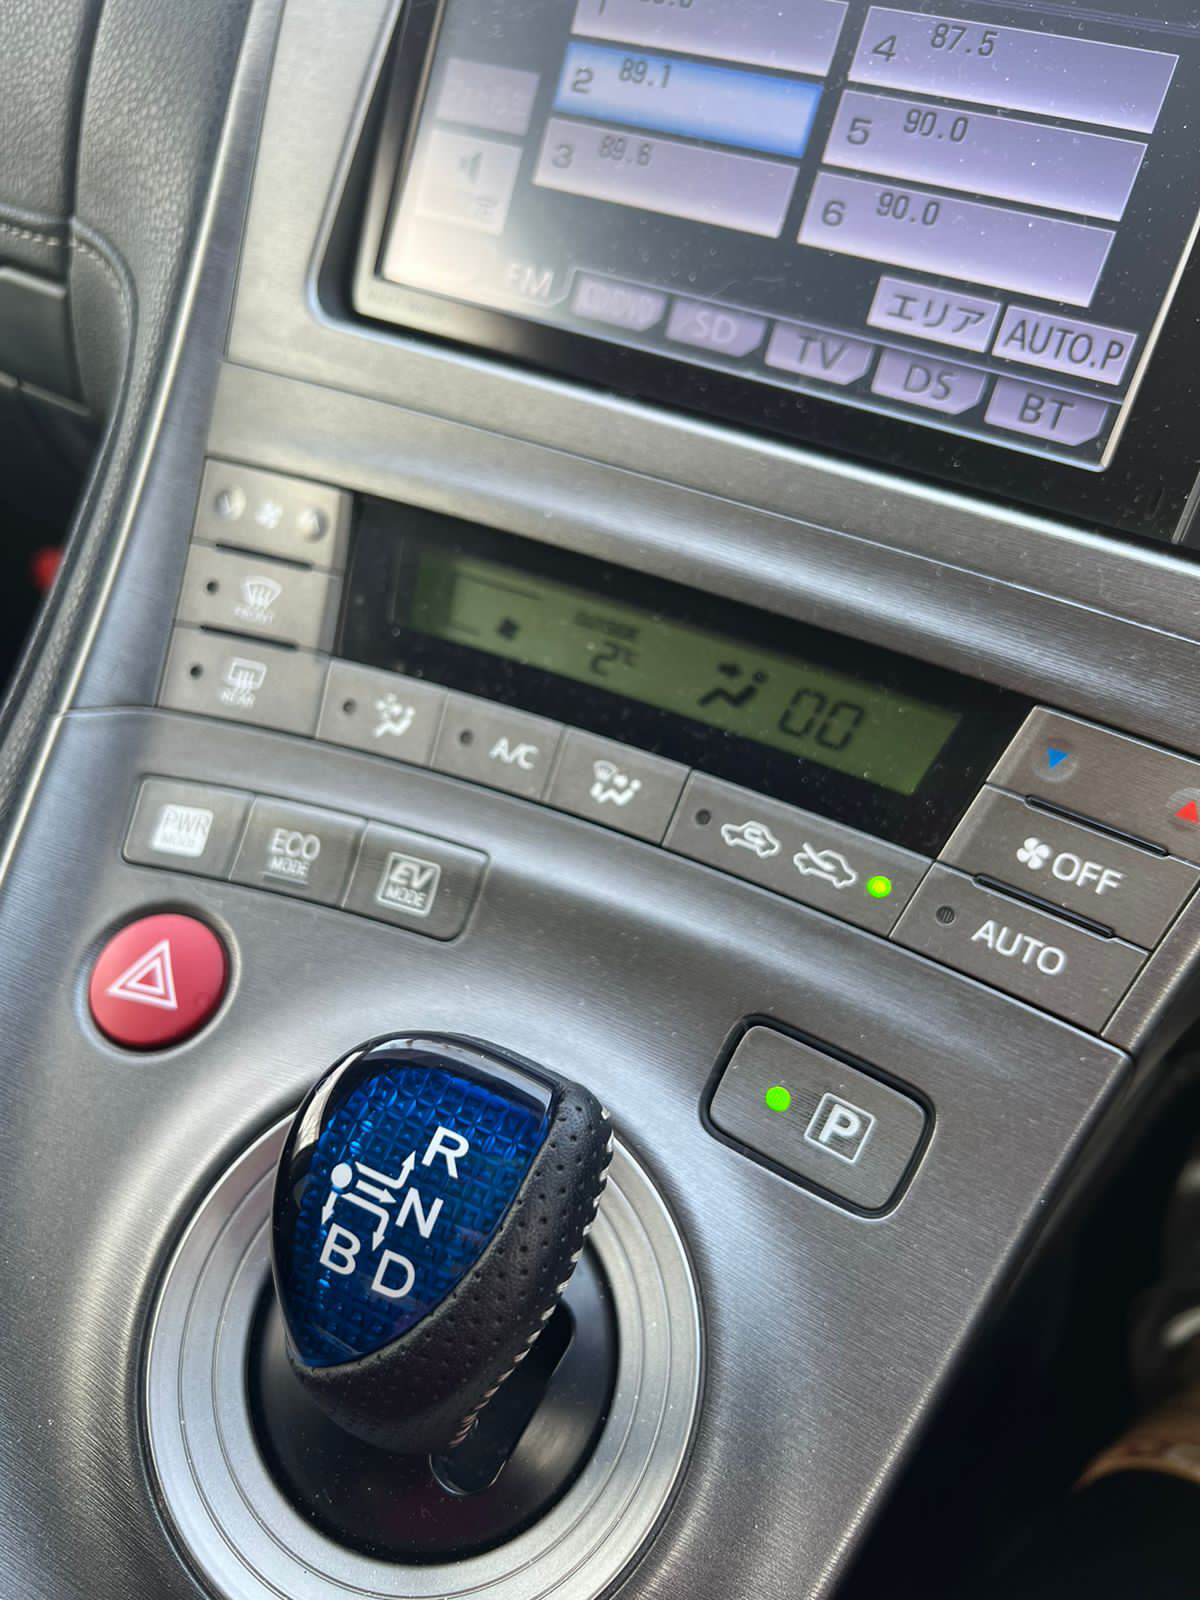 1
4 87.5
2 89.1
5 90.0
3 89.6
6 90.0
エリア AUTO.P
FM
SD
TV
DS
BT
FRONT
REAR
OUTSIDE
2℃
00
A/C
OFF
AUTO
PWR
MODE
ECO
MODE
EV
MODE
P
R
N
B D